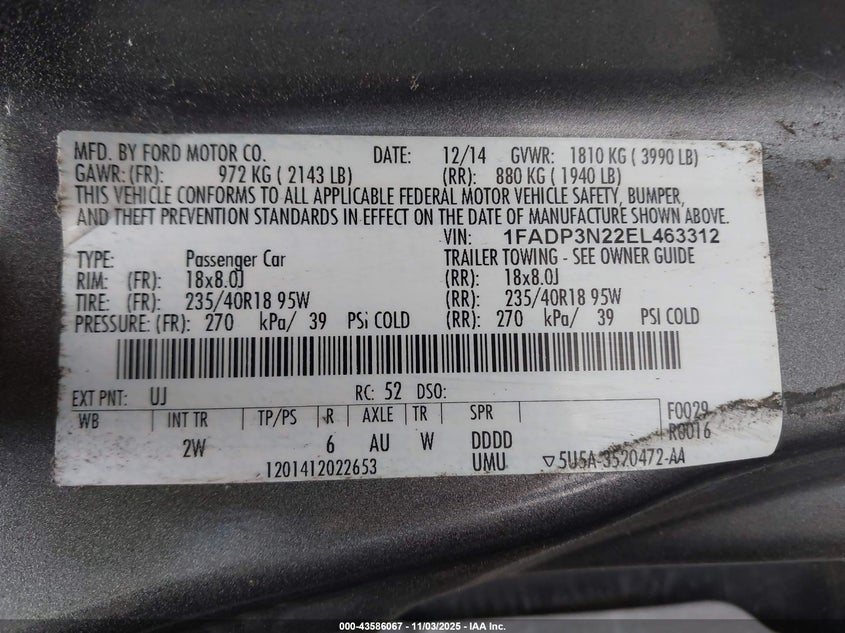 MFD. BY FORD MOTOR CO. DATE: 12/14 GVWR: 1810 KG ( 3990 LB)
GAWR: (FR): 972 KG ( 2143 LB) (RR): 880 KG ( 1940 LB)
THIS VEHICLE CONFORMS TO ALL APPLICABLE FEDERAL MOTOR VEHICLE SAFETY, BUMPER,
AND THEFT PREVENTION STANDARDS IN EFFECT ON THE DATE OF MANUFACTURE SHOWN ABOVE.
VIN: 1FADP3N22EL463312
TYPE: Passenger Car TRAILER TOWING - SEE OWNER GUIDE
RIM: (FR): 18x8.0J (RR): 18x8.0J
TIRE: (FR): 235/40R18 95W (RR): 235/40R18 95W
PRESSURE: (FR): 270 kPa/ 39 PSI COLD (RR): 270 kPa/ 39 PSI COLD
EXT PNT: UJ RC: 52 DSO:
WB INT TR TP/PS R AXLE TR SPR F0029
2W 6 AU W DDDD R0016
1201412022653 UMU ▽5U5A-3520472-AA
000-43586067 - 11/03/2025 - IAA Inc.